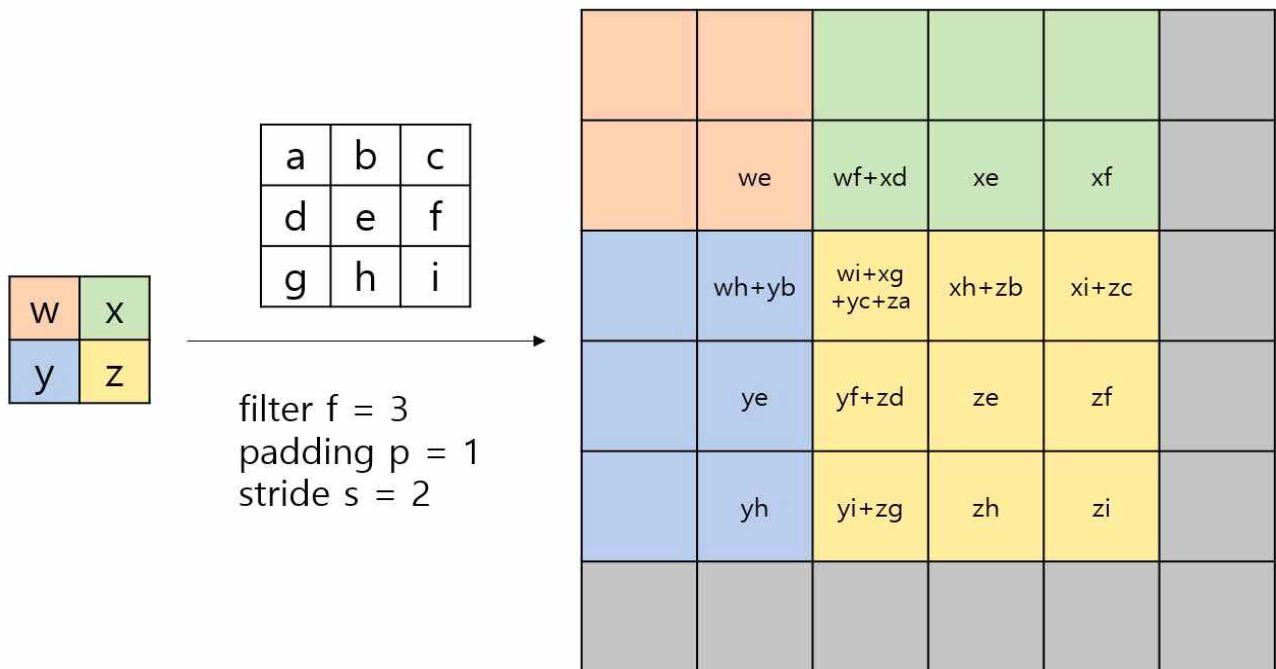 a b c
d e f
g h i
w x
y z
filter f = 3
padding p = 1
stride s = 2
we wf+xd xe xf
wh+yb wi+xg xh+zb xi+zc
+yc+za
ye yf+zd ze zf
yh yi+zg zh zi